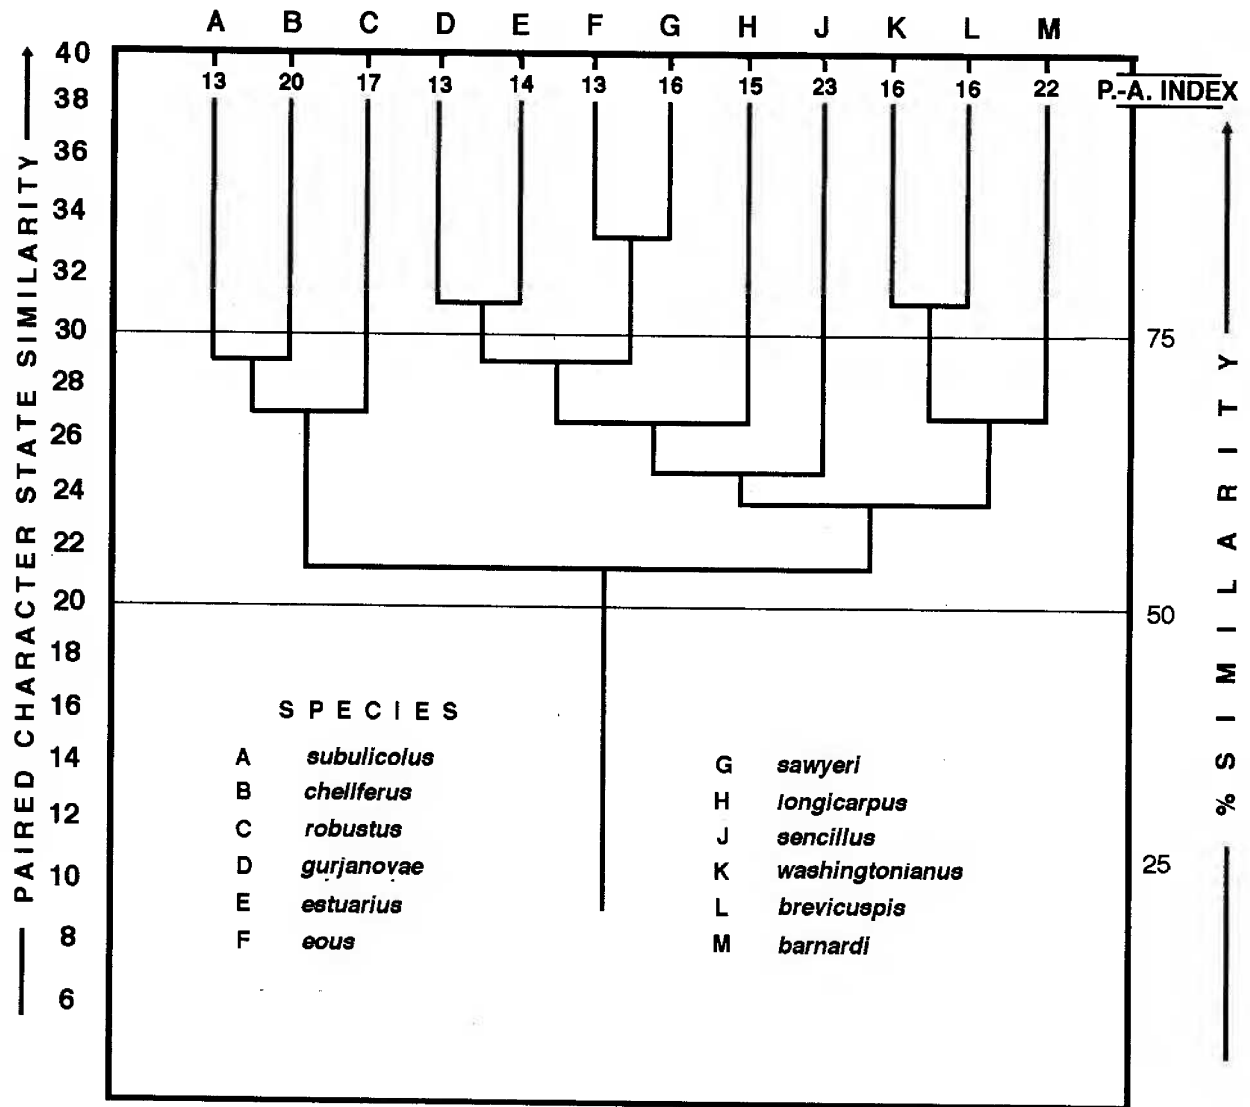 A B C D E F G H J K L M
40
13 20 17 13 14 13 16 15 23 16 16 22 P.-A. INDEX
38
36
34
32
30 75
28
26
24
22
20 50
18
16
14
12
10 25
8
6
PAIRED CHARACTER STATE SIMILARITY
% SIMILARITY
SPECIES
A subulicolus
B cheliferus
C robustus
D gurjanovae
E estuarius
F eous
G sawyeri
H longicarpus
J sencillus
K washingtonianus
L brevicuspis
M barnardi